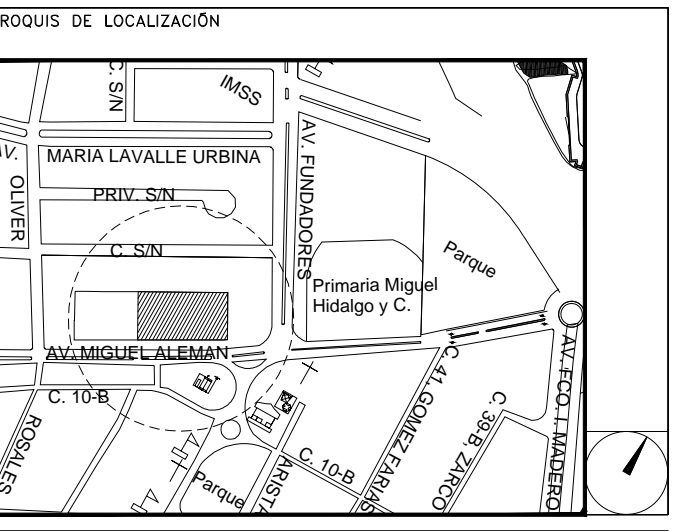 ROQUIS DE LOCALIZACIÓN
C. S/N
IMSS
AV.
OLIVER
MARIA LAVALLE URBINA
AV. FUNDADORES
PRIV. S/N
C. S/N
Parque
Primaria Miguel
Hidalgo y C.
AV. MIGUEL ALEMAN
C. 10-B
ROSALES
Parque
ARISTA
C. 10-B
C. 41, GOMEZ FARIAS
C. 39-B, ZARCO
AV. FCO. I. MADERO